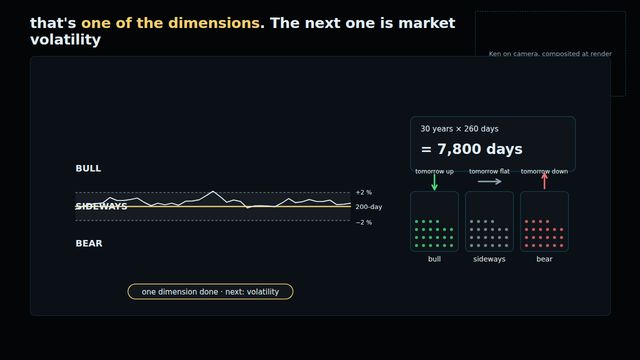 that's one of the dimensions. The next one is market
volatility
Ken on camera, composited at render
30 years × 260 days
= 7,800 days
tomorrow up
tomorrow flat
tomorrow down
BULL
+2 %
SIDEWAYS
200-day
−2 %
BEAR
bull
sideways
bear
one dimension done · next: volatility